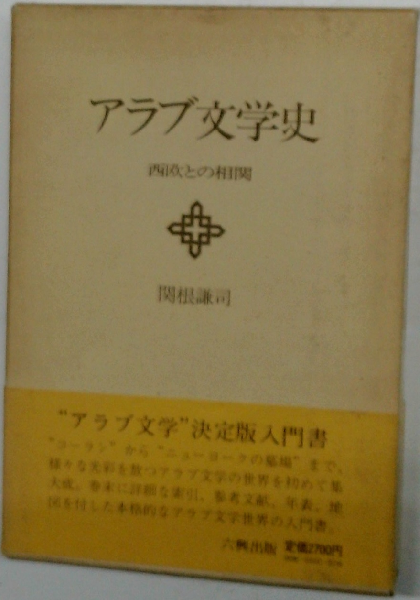 アラブ文学史
西欧との相関
関根謙司
“アラブ文学”決定版入門書
“コーラン”から“ニューヨークの墓場”まで、
様々な光彩を放つアラブ文学の世界を初めて集
大成。巻末に詳細な索引、参考文献、年表、地
図を付した本格的なアラブ文学世界の入門書。
六興出版 定価2700円